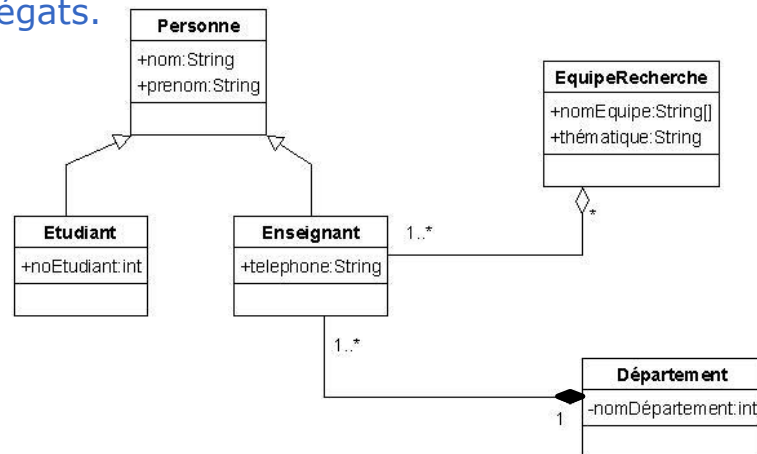 égats.
Personne
+nom:String
+prenom:String
EquipeRecherche
+nomEquipe:String[]
+thématique:String
*
Etudiant
+noEtudiant:int
Enseignant
+telephone:String
1..*
1..*
Département
-nomDépartement:int
1